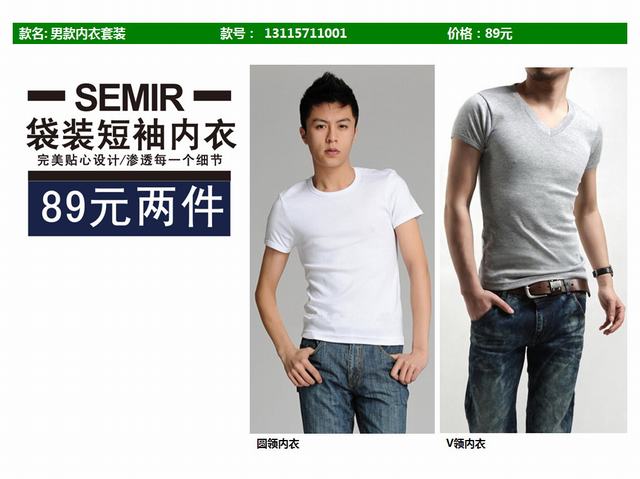 款名: 男款内衣套装 款号： 13115711001 价格：89元
SEMIR
袋装短袖内衣
完美贴心设计/渗透每一个细节
89元两件
圆领内衣 V领内衣